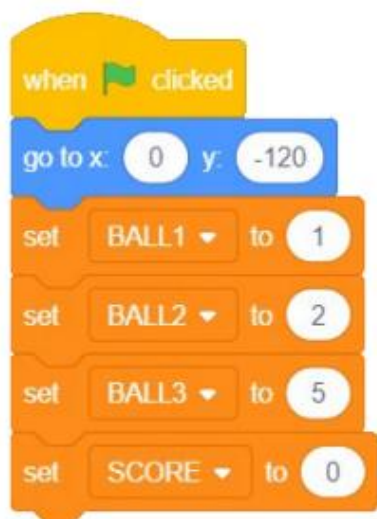 when clicked
go to x: 0 y: -120
set BALL1 to 1
set BALL2 to 2
set BALL3 to 5
set SCORE to 0